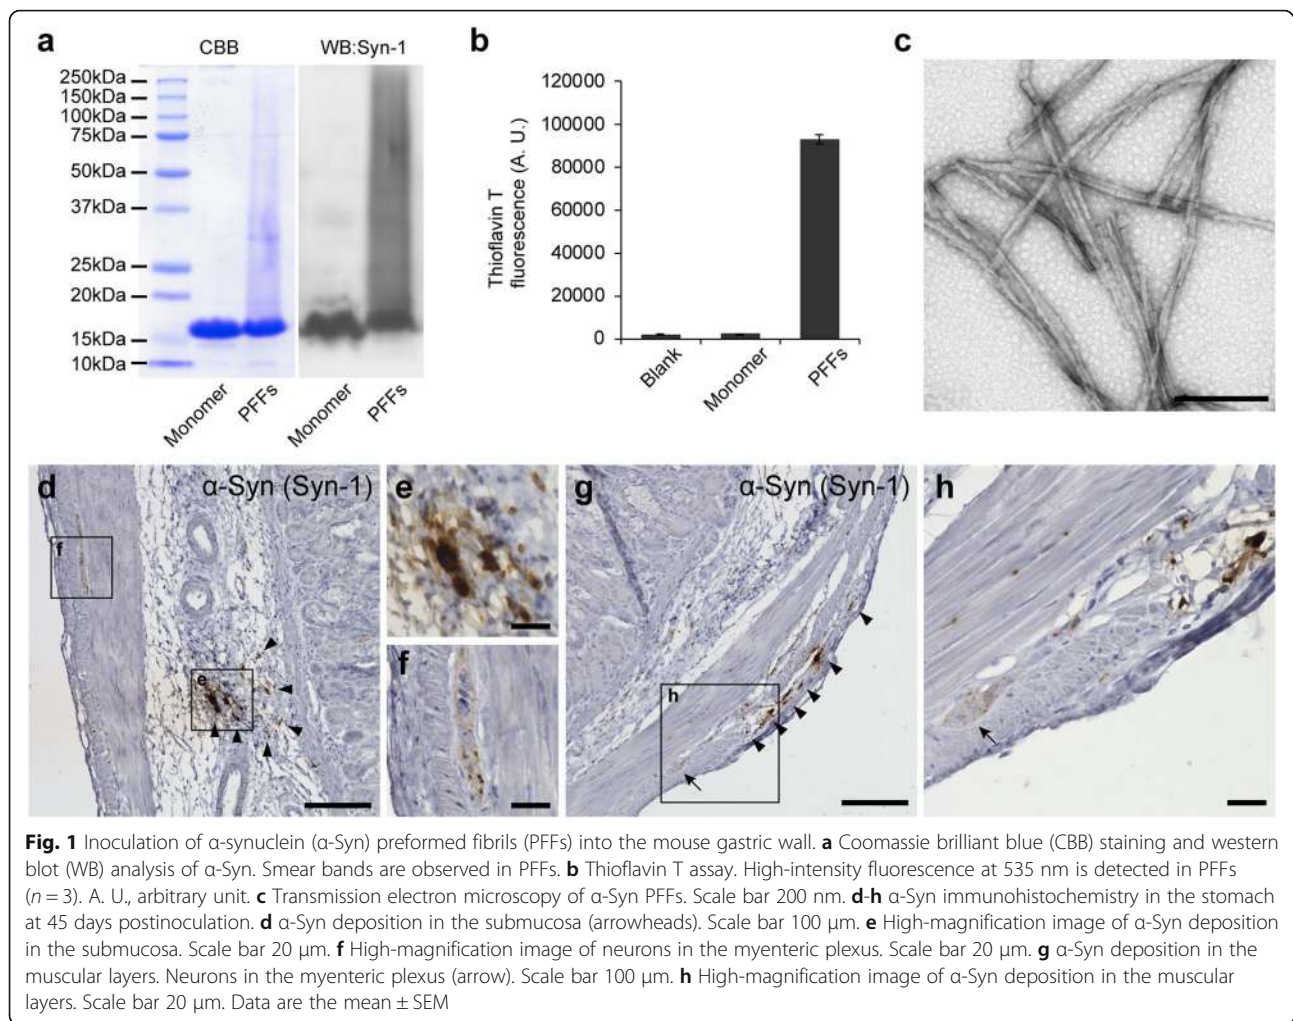 a
CBB
WB:Syn-1
250kDa
150kDa
100kDa
75kDa
50kDa
37kDa
25kDa
20kDa
15kDa
10kDa
Monomer
PFFs
Monomer
PFFs
b
Thioflavin T
fluorescence (A. U.)
120000
100000
80000
60000
40000
20000
0
Blank
Monomer
PFFs
c
d
α-Syn (Syn-1)
f
e
e
f
g
α-Syn (Syn-1)
h
h
Fig. 1 Inoculation of α-synuclein (α-Syn) preformed fibrils (PFFs) into the mouse gastric wall. a Coomassie brilliant blue (CBB) staining and western
blot (WB) analysis of α-Syn. Smear bands are observed in PFFs. b Thioflavin T assay. High-intensity fluorescence at 535 nm is detected in PFFs
(n = 3). A. U., arbitrary unit. c Transmission electron microscopy of α-Syn PFFs. Scale bar 200 nm. d-h α-Syn immunohistochemistry in the stomach
at 45 days postinoculation. d α-Syn deposition in the submucosa (arrowheads). Scale bar 100 μm. e High-magnification image of α-Syn deposition
in the submucosa. Scale bar 20 μm. f High-magnification image of neurons in the myenteric plexus. Scale bar 20 μm. g α-Syn deposition in the
muscular layers. Neurons in the myenteric plexus (arrow). Scale bar 100 μm. h High-magnification image of α-Syn deposition in the muscular
layers. Scale bar 20 μm. Data are the mean ± SEM